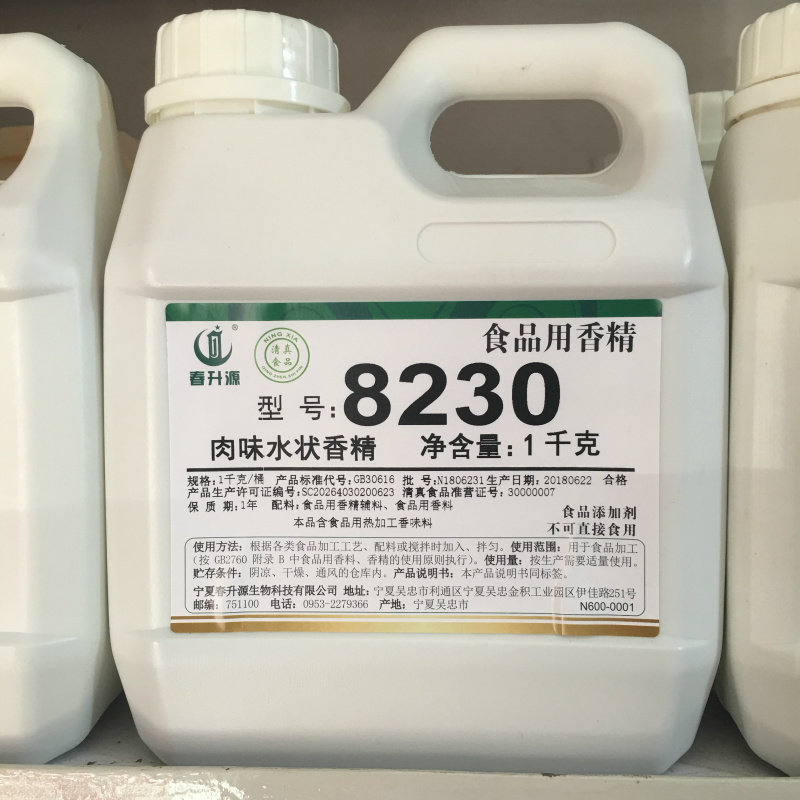 食品用香精
春升源
®
NING XIA
清真
食品
QING ZHEN SHI PIN
型 号:8230
肉味水状香精 净含量:1千克
规格:1千克/桶 产品标准代号:GB30616 批 号:N1806231 生产日期:20180622 合格
产品生产许可证编号:SC20264030200623 清真食品准营证号:30000007
保 质 期:1年 配料:食品用香精辅料、食品用香料
本品含食品用热加工香味料
食品添加剂
不可直接食用
使用方法:根据各类食品加工工艺、配料或搅拌时加入、拌匀。使用范围:用于食品加工
(按 GB2760 附录 B 中食品用香料、香精的使用原则执行)。使用量:按生产需要适量使用。
贮存条件:阴凉、干燥、通风的仓库内。产品说明书:本产品说明书同标签。
宁夏春升源生物科技有限公司 地址:宁夏吴忠市利通区宁夏吴忠金积工业园区伊佳路251号
邮编:751100 电话:0953-2279366 产地:宁夏吴忠市
N600-0001